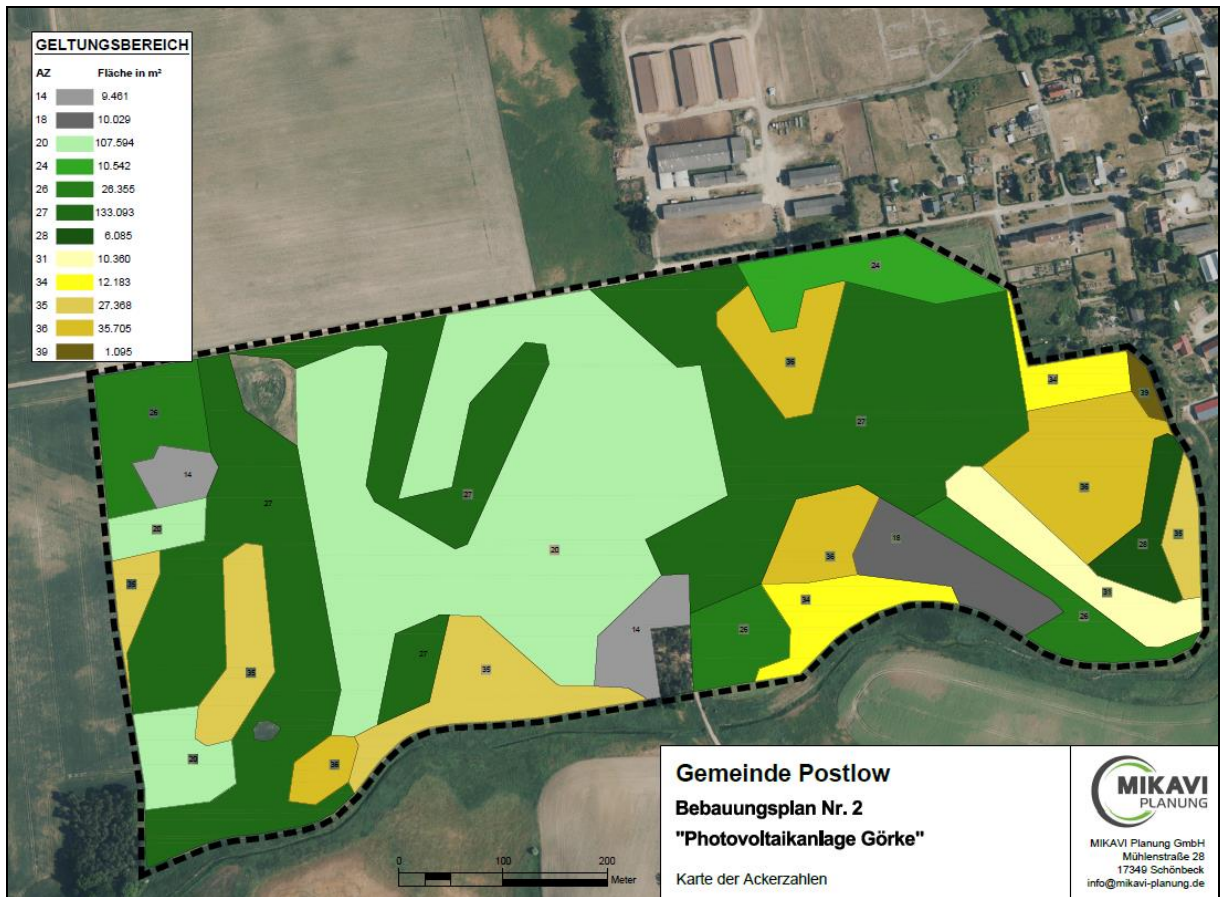 GELTUNGSBEREICH
AZ Fläche in m²
14 9.461
18 10.029
20 107.594
24 10.542
26 26.355
27 133.093
28 6.085
31 10.360
34 12.183
35 27.368
36 35.705
39 1.095
24
36
34
39
26
27
14
27
36
27
20
18
28
35
20
36
35
34
31
14
26
26
27
35
35
20
36
Gemeinde Postlow
Bebauungsplan Nr. 2
"Photovoltaikanlage Görke"
Karte der Ackerzahlen
0 100 200
Meter
MIKAVI
PLANUNG
MIKAVI Planung GmbH
Mühlenstraße 28
17349 Schönbeck
info@mikavi-planung.de